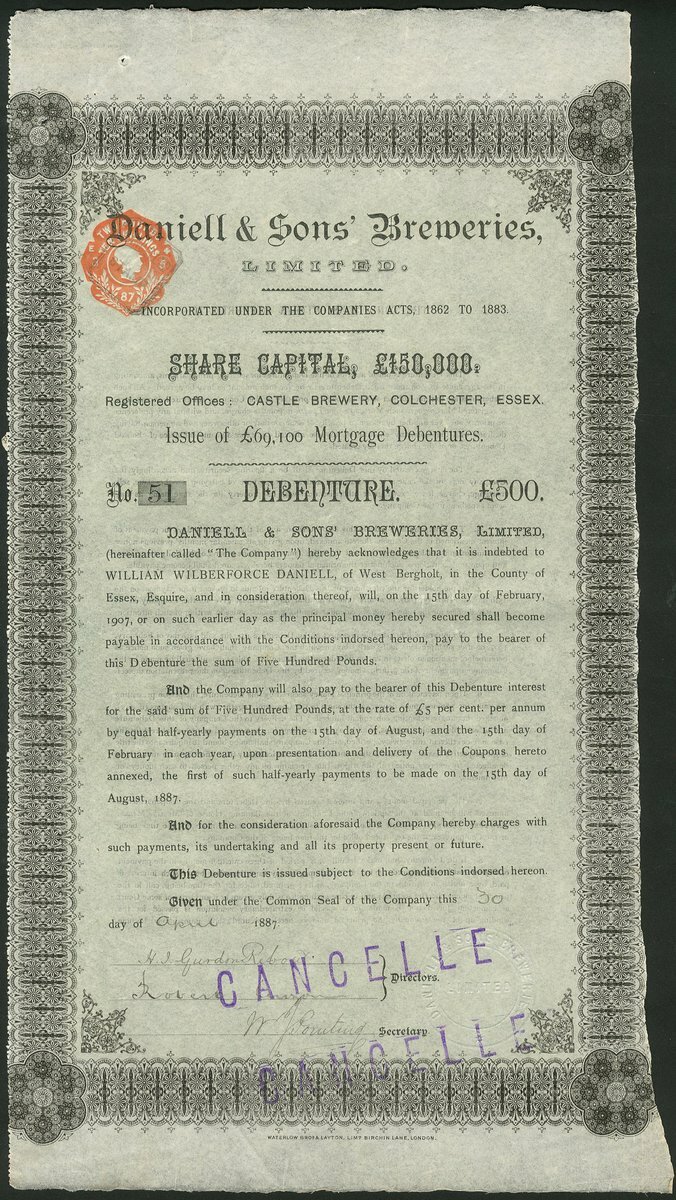 Daniell & Sons' Breweries,
LIMITED.
TWO SHILLINGS
87
INCORPORATED UNDER THE COMPANIES ACTS, 1862 TO 1883.
SHARE CAPITAL, £150,000.
Registered Offices: CASTLE BREWERY, COLCHESTER, ESSEX.
Issue of £69,100 Mortgage Debentures.
No. 51 DEBENTURE. £500.
DANIELL & SONS' BREWERIES, LIMITED,
(hereinafter called "The Company") hereby acknowledges that it is indebted to
WILLIAM WILBERFORCE DANIELL, of West Bergholt, in the County of
Essex, Esquire, and in consideration thereof, will, on the 15th day of February,
1907, or on such earlier day as the principal money hereby secured shall become
payable in accordance with the Conditions indorsed hereon, pay to the bearer of
this Debenture the sum of Five Hundred Pounds.
And the Company will also pay to the bearer of this Debenture interest
for the said sum of Five Hundred Pounds, at the rate of £5 per cent. per annum
by equal half-yearly payments on the 15th day of August, and the 15th day of
February in each year, upon presentation and delivery of the Coupons hereto
annexed, the first of such half-yearly payments to be made on the 15th day of
August, 1887.
And for the consideration aforesaid the Company hereby charges with
such payments, its undertaking and all its property present or future.
This Debenture is issued subject to the Conditions indorsed hereon.
Given under the Common Seal of the Company this 30
day of April 1887
H. J. Gurdon Rebow
CANCELLE
Directors.
Robert
Secretary
CANCELLE
WATERLOW BROS & LAYTON, LIMD BIRCHIN LANE, LONDON.